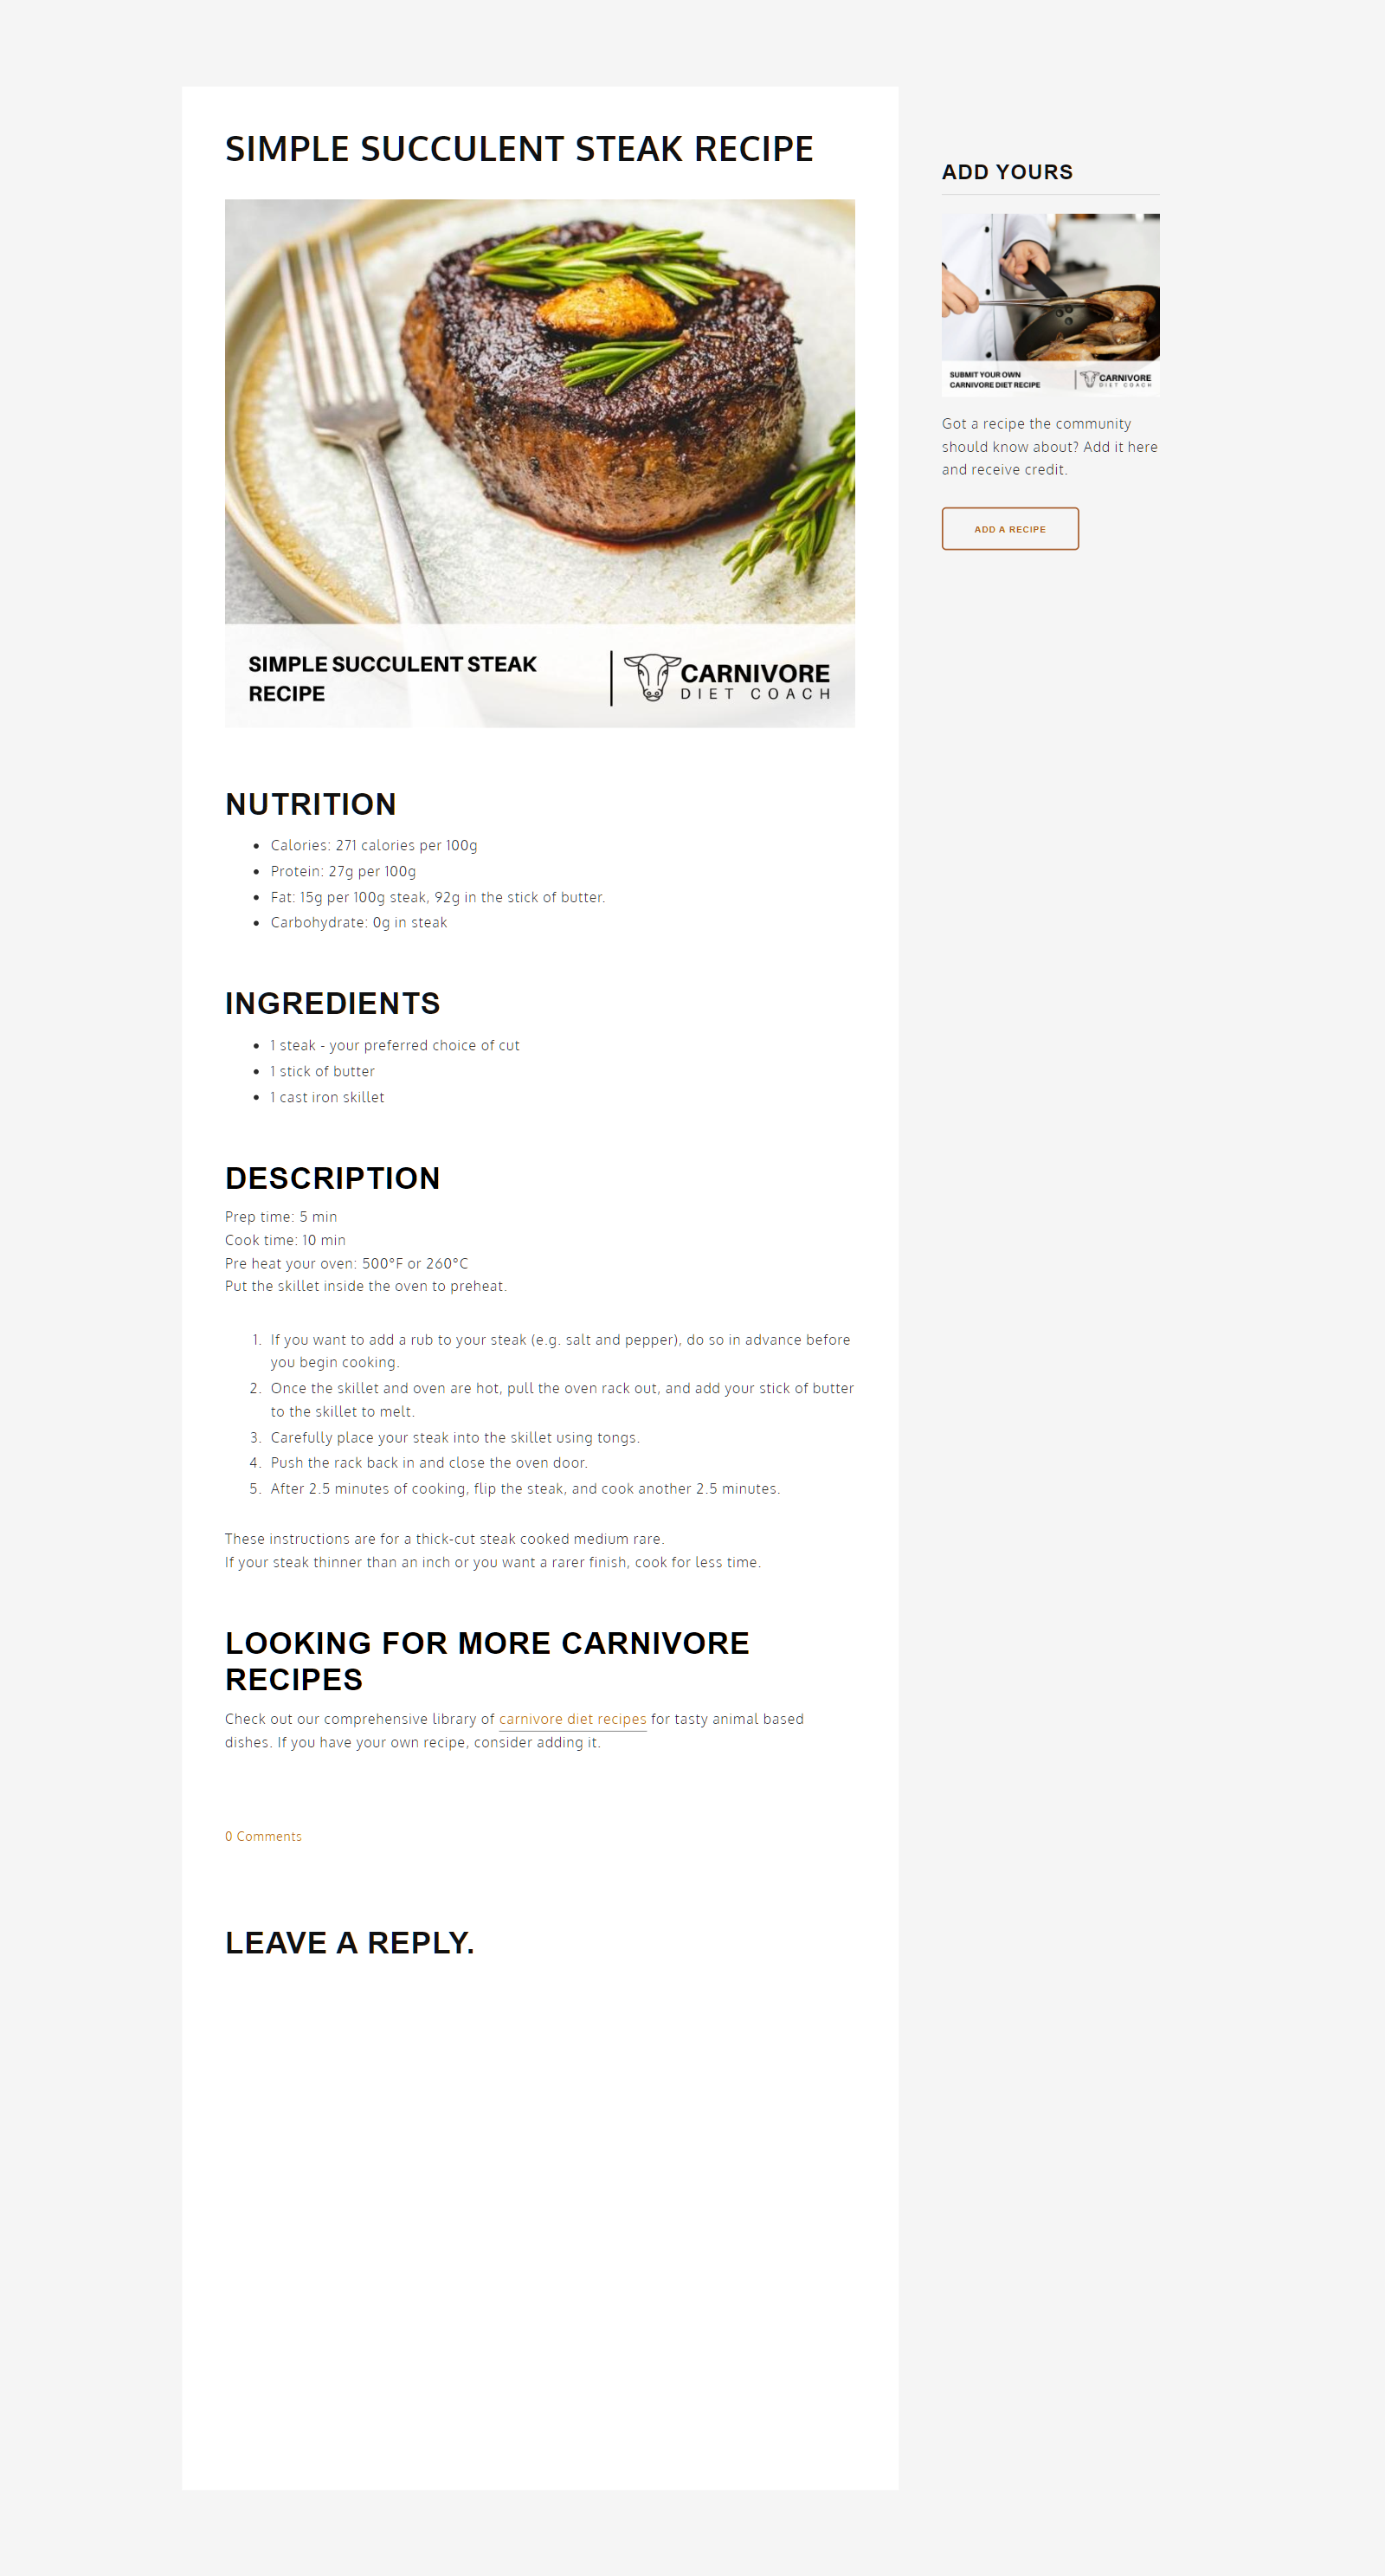 SIMPLE SUCCULENT STEAK RECIPE
SIMPLE SUCCULENT STEAK
RECIPE
CARNIVORE
DIET COACH
NUTRITION
Calories: 271 calories per 100g
Protein: 27g per 100g
Fat: 15g per 100g steak, 92g in the stick of butter.
Carbohydrate: 0g in steak
INGREDIENTS
1 steak - your preferred choice of cut
1 stick of butter
1 cast iron skillet
DESCRIPTION
Prep time: 5 min
Cook time: 10 min
Pre heat your oven: 500°F or 260°C
Put the skillet inside the oven to preheat.
1. If you want to add a rub to your steak (e.g. salt and pepper), do so in advance before
you begin cooking.
2. Once the skillet and oven are hot, pull the oven rack out, and add your stick of butter
to the skillet to melt.
3. Carefully place your steak into the skillet using tongs.
4. Push the rack back in and close the oven door.
5. After 2.5 minutes of cooking, flip the steak, and cook another 2.5 minutes.
These instructions are for a thick-cut steak cooked medium rare.
If your steak thinner than an inch or you want a rarer finish, cook for less time.
LOOKING FOR MORE CARNIVORE
RECIPES
Check out our comprehensive library of carnivore diet recipes for tasty animal based
dishes. If you have your own recipe, consider adding it.
0 Comments
LEAVE A REPLY.
ADD YOURS
SUBMIT YOUR OWN
CARNIVORE DIET RECIPE
CARNIVORE
DIET COACH
Got a recipe the community
should know about? Add it here
and receive credit.
ADD A RECIPE